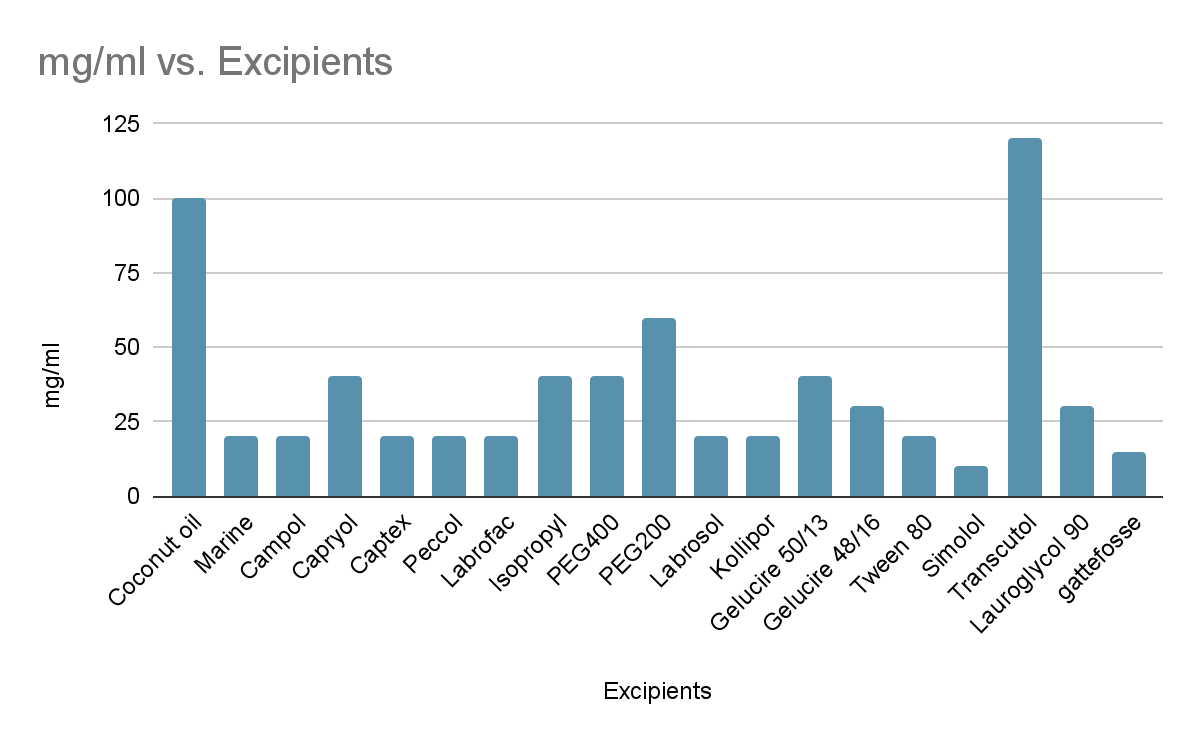 mg/ml vs. Excipients
125
100
75
50
25
0
mg/ml
Coconut oil
Marine
Campol
Capryol
Captex
Peccol
Labrofac
Isopropyl
PEG400
PEG200
Labrosol
Kollipor
Gelucire 50/13
Gelucire 48/16
Tween 80
Simolol
Transcutol
Lauroglycol 90
gattefosse
Excipients